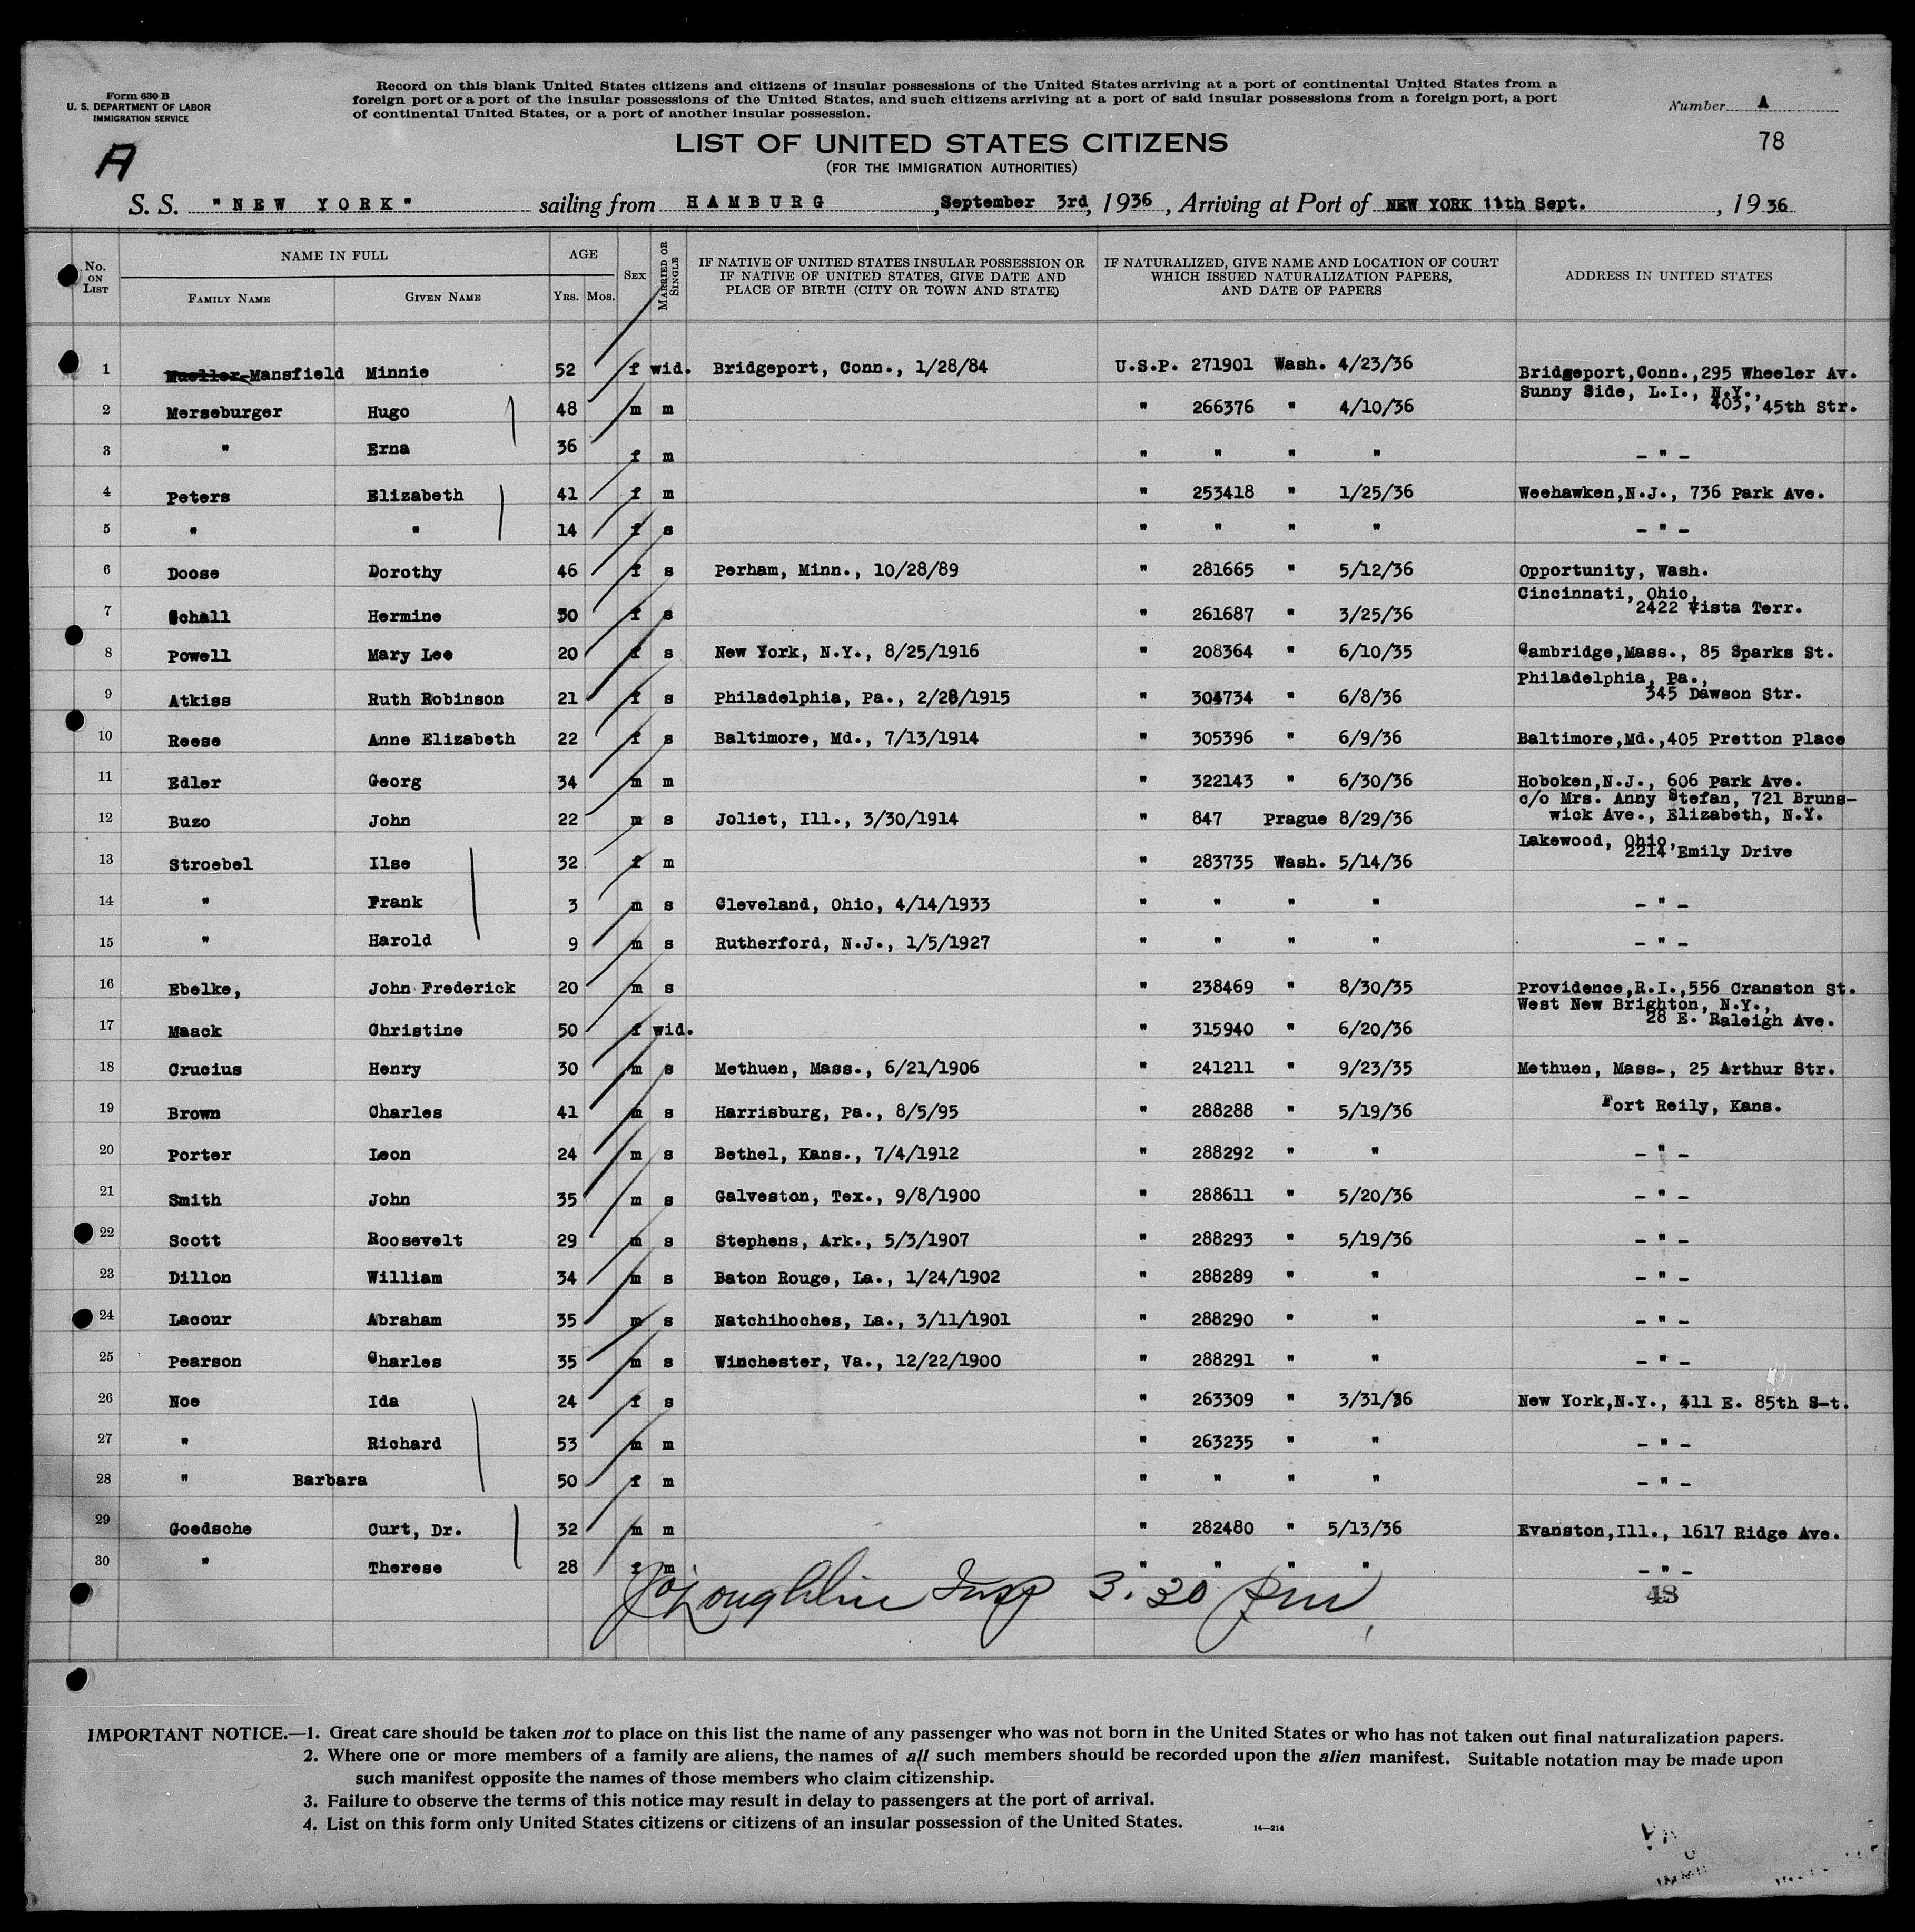 Form 630 B
U. S. DEPARTMENT OF LABOR
IMMIGRATION SERVICE
Record on this blank United States citizens and citizens of insular possessions of the United States arriving at a port of continental United States from a
foreign port or a port of the insular possessions of the United States, and such citizens arriving at a port of said insular possessions from a foreign port, a port
of continental United States, or a port of another insular possession.
Number A
A
LIST OF UNITED STATES CITIZENS
78
(FOR THE IMMIGRATION AUTHORITIES)
S. S. "NEW YORK" sailing from HAMBURG, September 3rd, 1936, Arriving at Port of NEW YORK 11th Sept., 1936
No. ON LIST NAME IN FULL FAMILY NAME GIVEN NAME AGE YRS. MOS. SEX MARRIED OR SINGLE IF NATIVE OF UNITED STATES INSULAR POSSESSION OR IF NATIVE OF UNITED STATES, GIVE DATE AND PLACE OF BIRTH (CITY OR TOWN AND STATE) IF NATURALIZED, GIVE NAME AND LOCATION OF COURT WHICH ISSUED NATURALIZATION PAPERS, AND DATE OF PAPERS ADDRESS IN UNITED STATES
1 Mueller-Mansfield Minnie 52 f wid. Bridgeport, Conn., 1/28/84 U.S.P. 271901 Wash. 4/23/36 Bridgeport,Conn.,295 Wheeler Av.
2 Merseburger Hugo 48 m m " 266376 " 4/10/36 Sunny Side, L.I., N.Y., 403, 45th Str.
3 " Erna 36 f m " " " " - " -
4 Peters Elizabeth 41 f m " 253418 " 1/25/36 Weehawken,N.J., 736 Park Ave.
5 " " 14 f s " " " " - " -
6 Doose Dorothy 46 f s Perham, Minn., 10/28/89 " 281665 " 5/12/36 Opportunity, Wash.
7 Schall Hermine 30 f s " 261687 " 3/25/36 Cincinnati, Ohio, 2422 Vista Terr.
8 Powell Mary Lee 20 f s New York, N.Y., 8/25/1916 " 208364 " 6/10/35 Cambridge,Mass., 85 Sparks St.
9 Atkiss Ruth Robinson 21 f s Philadelphia, Pa., 2/28/1915 " 304734 " 6/8/36 Philadelphia, Pa., 345 Dawson Str.
10 Reese Anne Elizabeth 22 f s Baltimore, Md., 7/13/1914 " 305396 " 6/9/36 Baltimore,Md.,405 Pretton Place
11 Edler Georg 34 m m " 322143 " 6/30/36 Hoboken,N.J., 606 Park Ave.
12 Buzo John 22 m s Joliet, Ill., 3/30/1914 " 847 Prague 8/29/36 c/o Mrs. Anny Stefan, 721 Bruns-
wick Ave., Elizabeth, N.Y.
13 Stroebel Ilse 32 f m " 283735 Wash. 5/14/36 Lakewood, Ohio, 2214 Emily Drive
14 " Frank 3 m s Cleveland, Ohio, 4/14/1933 " " " " - " -
15 " Harold 9 m s Rutherford, N.J., 1/5/1927 " " " " - " -
16 Ebelke, John Frederick 20 m s " 238469 " 8/30/35 Providence,R.I.,556 Cranston St.
17 Maack Christine 50 f wid. " 315940 " 6/20/36 West New Brighton, N.Y., 28 E. Raleigh Ave.
18 Crucius Henry 30 m s Methuen, Mass., 6/21/1906 " 241211 " 9/23/35 Methuen, Mass-, 25 Arthur Str.
19 Brown Charles 41 m s Harrisburg, Pa., 8/5/95 " 288288 " 5/19/36 Fort Reily, Kans.
20 Porter Leon 24 m s Bethel, Kans., 7/4/1912 " 288292 " " - " -
21 Smith John 35 m s Galveston, Tex., 9/8/1900 " 288611 " 5/20/36 - " -
22 Scott Roosevelt 29 m s Stephens, Ark., 5/3/1907 " 288293 " 5/19/36 - " -
23 Dillon William 34 m s Baton Rouge, La., 1/24/1902 " 288289 " " - " -
24 Lacour Abraham 35 m s Natchihoches, La., 3/11/1901 " 288290 " " - " -
25 Pearson Charles 35 m s Winchester, Va., 12/22/1900 " 288291 " " - " -
26 Noe Ida 24 f s " 263309 " 3/31/36 New York,N.Y., 411 E. 85th S-t.
27 " Richard 53 m m " 263235 " " - " -
28 " Barbara 50 f m " " " " - " -
29 Goedsche Curt, Dr. 32 m m " 282480 " 5/13/36 Evanston,Ill., 1617 Ridge Ave.
30 " Therese 28 f m " " " " - " -
O'Loughlin Insp 3.30 pm
43
IMPORTANT NOTICE.—1. Great care should be taken not to place on this list the name of any passenger who was not born in the United States or who has not taken out final naturalization papers.
2. Where one or more members of a family are aliens, the names of all such members should be recorded upon the alien manifest. Suitable notation may be made upon
such manifest opposite the names of those members who claim citizenship.
3. Failure to observe the terms of this notice may result in delay to passengers at the port of arrival.
4. List on this form only United States citizens or citizens of an insular possession of the United States.
14—214